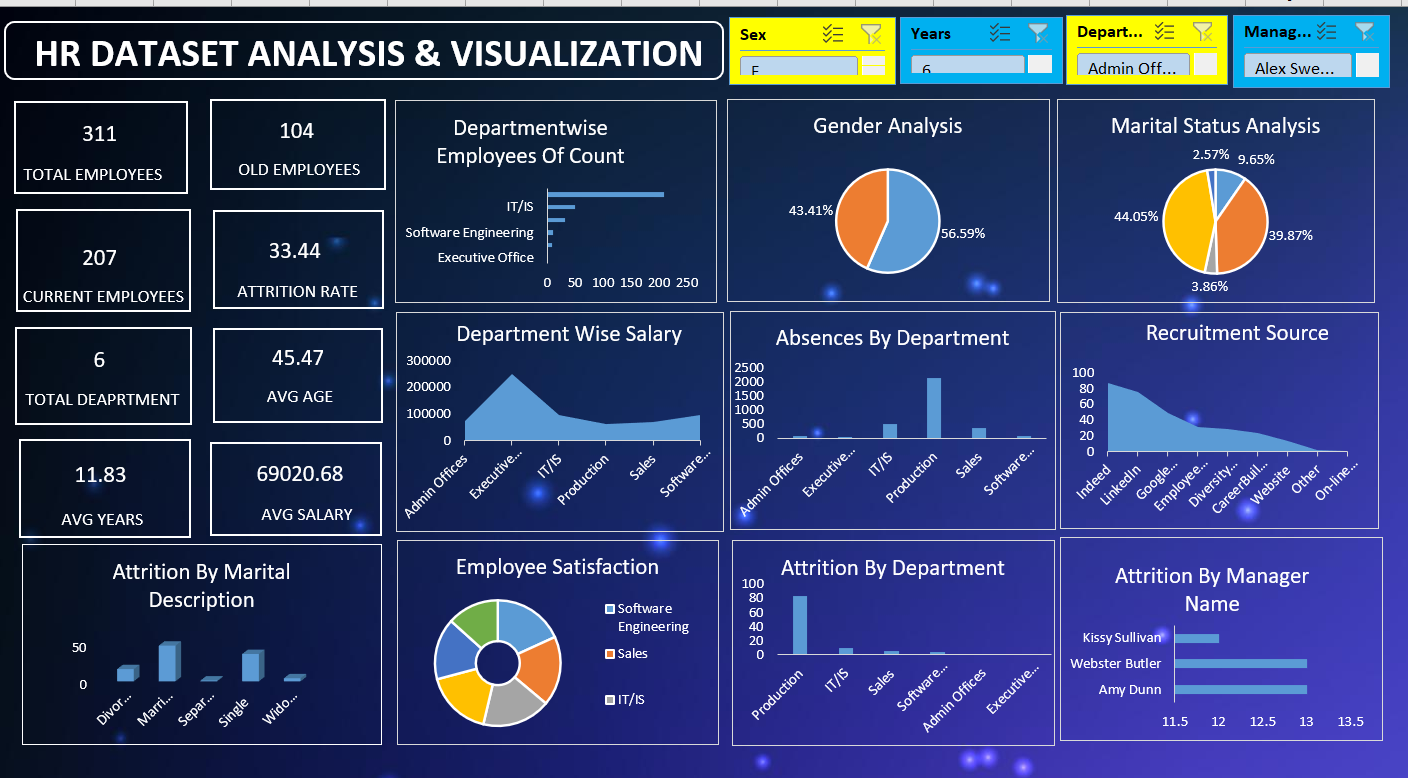 HR DATASET ANALYSIS & VISUALIZATION
Sex
Years
Depart...
Manag...
6
Admin Off...
Alex Swe...
311
TOTAL EMPLOYEES
104
OLD EMPLOYEES
207
CURRENT EMPLOYEES
33.44
ATTRITION RATE
6
TOTAL DEAPRTMENT
45.47
AVG AGE
11.83
AVG YEARS
69020.68
AVG SALARY
Departmentwise
Employees Of Count
IT/IS
Software Engineering
Executive Office
0 50 100 150 200 250
Gender Analysis
43.41%
56.59%
Marital Status Analysis
2.57%
9.65%
44.05%
39.87%
3.86%
Department Wise Salary
300000
200000
100000
0
Admin Offices
Executive...
IT/IS
Production
Sales
Software...
Absences By Department
2500
2000
1500
1000
500
0
Admin Offices
Executive...
IT/IS
Production
Sales
Software...
Recruitment Source
100
80
60
40
20
0
Indeed
LinkedIn
Google...
Employee...
Diversity...
CareerBuil...
Website
Other
On-line...
Attrition By Marital
Description
50
0
Divor...
Marri...
Separ...
Single
Wido...
Employee Satisfaction
Software
Engineering
Sales
IT/IS
Attrition By Department
100
80
60
40
20
0
Production
IT/IS
Sales
Software...
Admin Offices
Executive...
Attrition By Manager
Name
Kissy Sullivan
Webster Butler
Amy Dunn
11.5 12 12.5 13 13.5